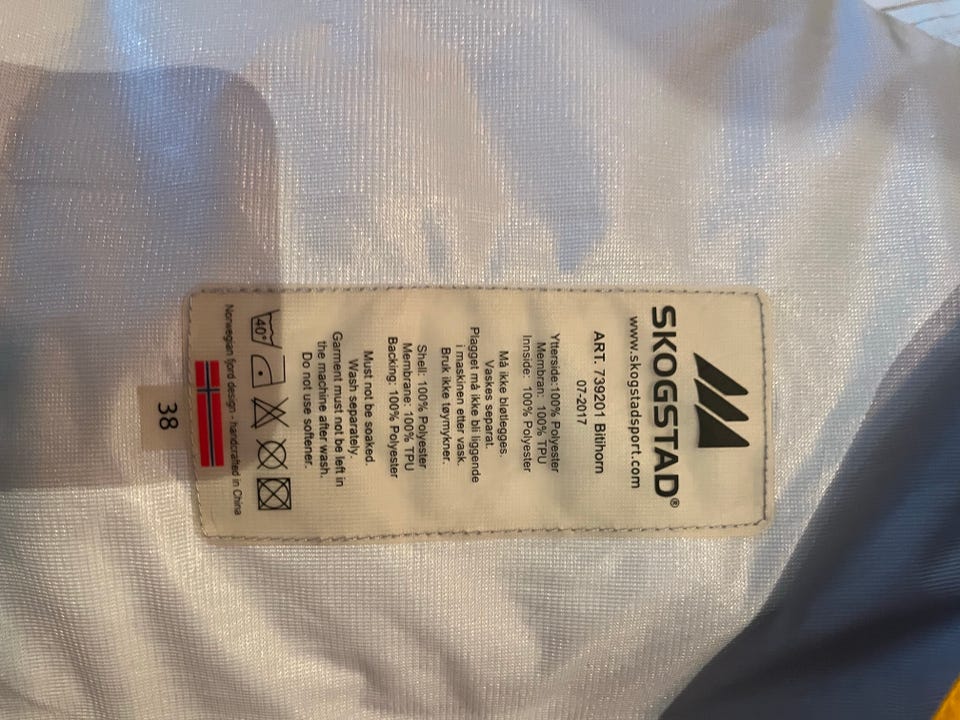 SKOGSTAD®
www.skogstadsport.com
ART. 739201 Bitihorn
07-2017
Ytterside:100% Polyester
Membran: 100% TPU
Innside: 100% Polyester
Må ikke bløtlegges.
Vaskes separat.
Plagget må ikke bli liggende
i maskinen etter vask.
Bruk ikke tøymykner.
Shell: 100% Polyester
Membrane: 100% TPU
Backing: 100% Polyester
Must not be soaked.
Wash separately.
Garment must not be left in
the machine after wash.
Do not use softener.
40°
Norwegian fjord design - handcrafted in China
38